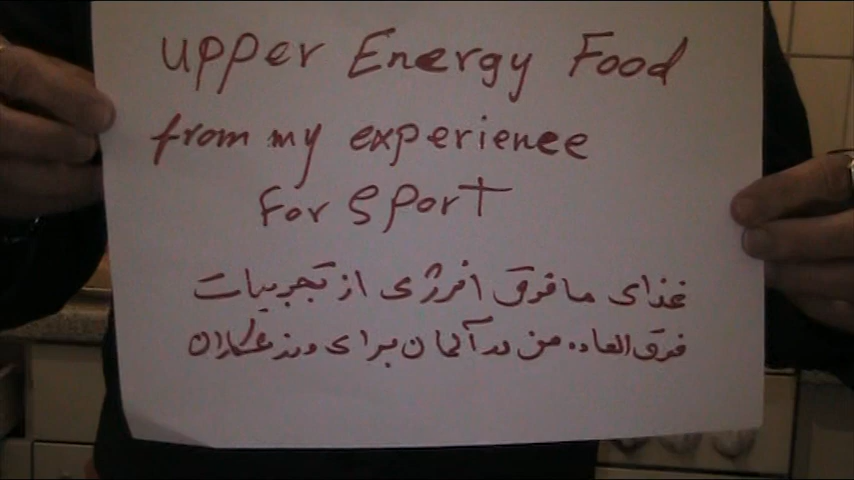 upper Energy Food
from my experience
For sport
غذای مافوق انرژی از تجربیات
فوق العاده من در آلمان برای ورزشکاران